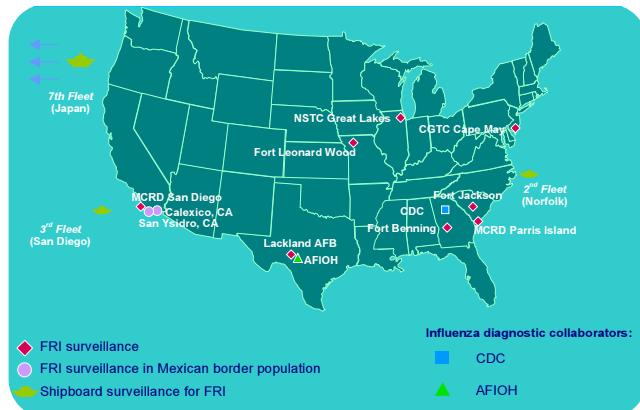 NSTC Great Lakes
CGTC Cape May
7th Fleet
(Japan)
Fort Leonard Wood
MCRD San Diego
Calexico, CA
San Ysidro, CA
3rd Fleet
(San Diego)
Fort Jackson
2nd Fleet
(Norfolk)
CDC
Fort Benning
MCRD Parris Island
Lackland AFB
AFIOH
FRI surveillance
FRI surveillance in Mexican border population
Shipboard surveillance for FRI
Influenza diagnostic collaborators:
CDC
AFIOH